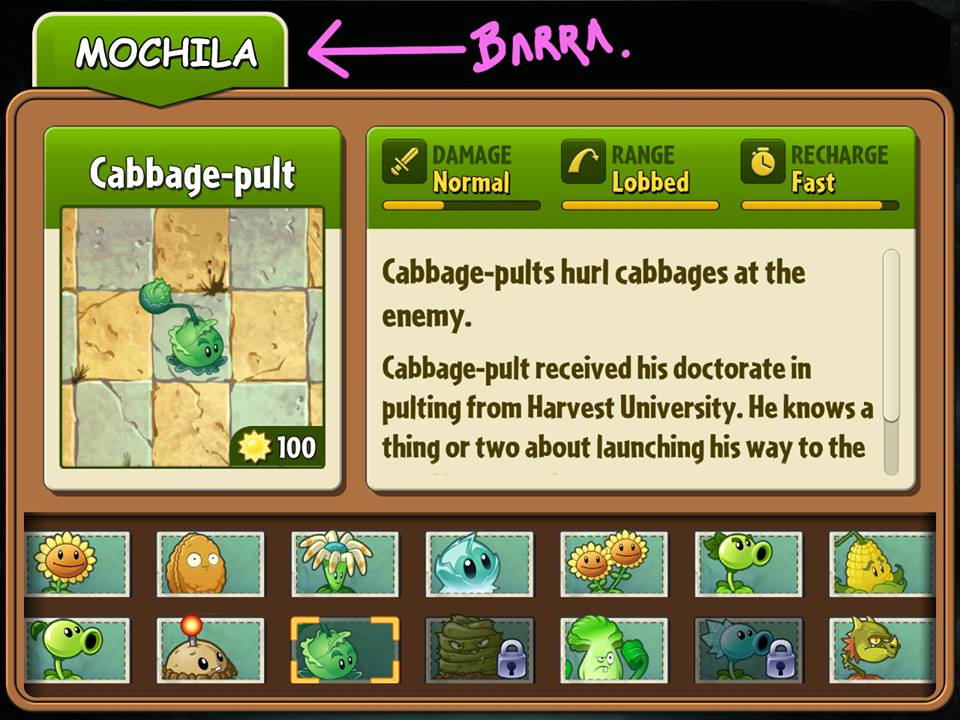 MOCHILA
BARRA.
Cabbage-pult
100
DAMAGE
Normal
RANGE
Lobbed
RECHARGE
Fast
Cabbage-pults hurl cabbages at the
enemy.
Cabbage-pult received his doctorate in
pulting from Harvest University. He knows a
thing or two about launching his way to the